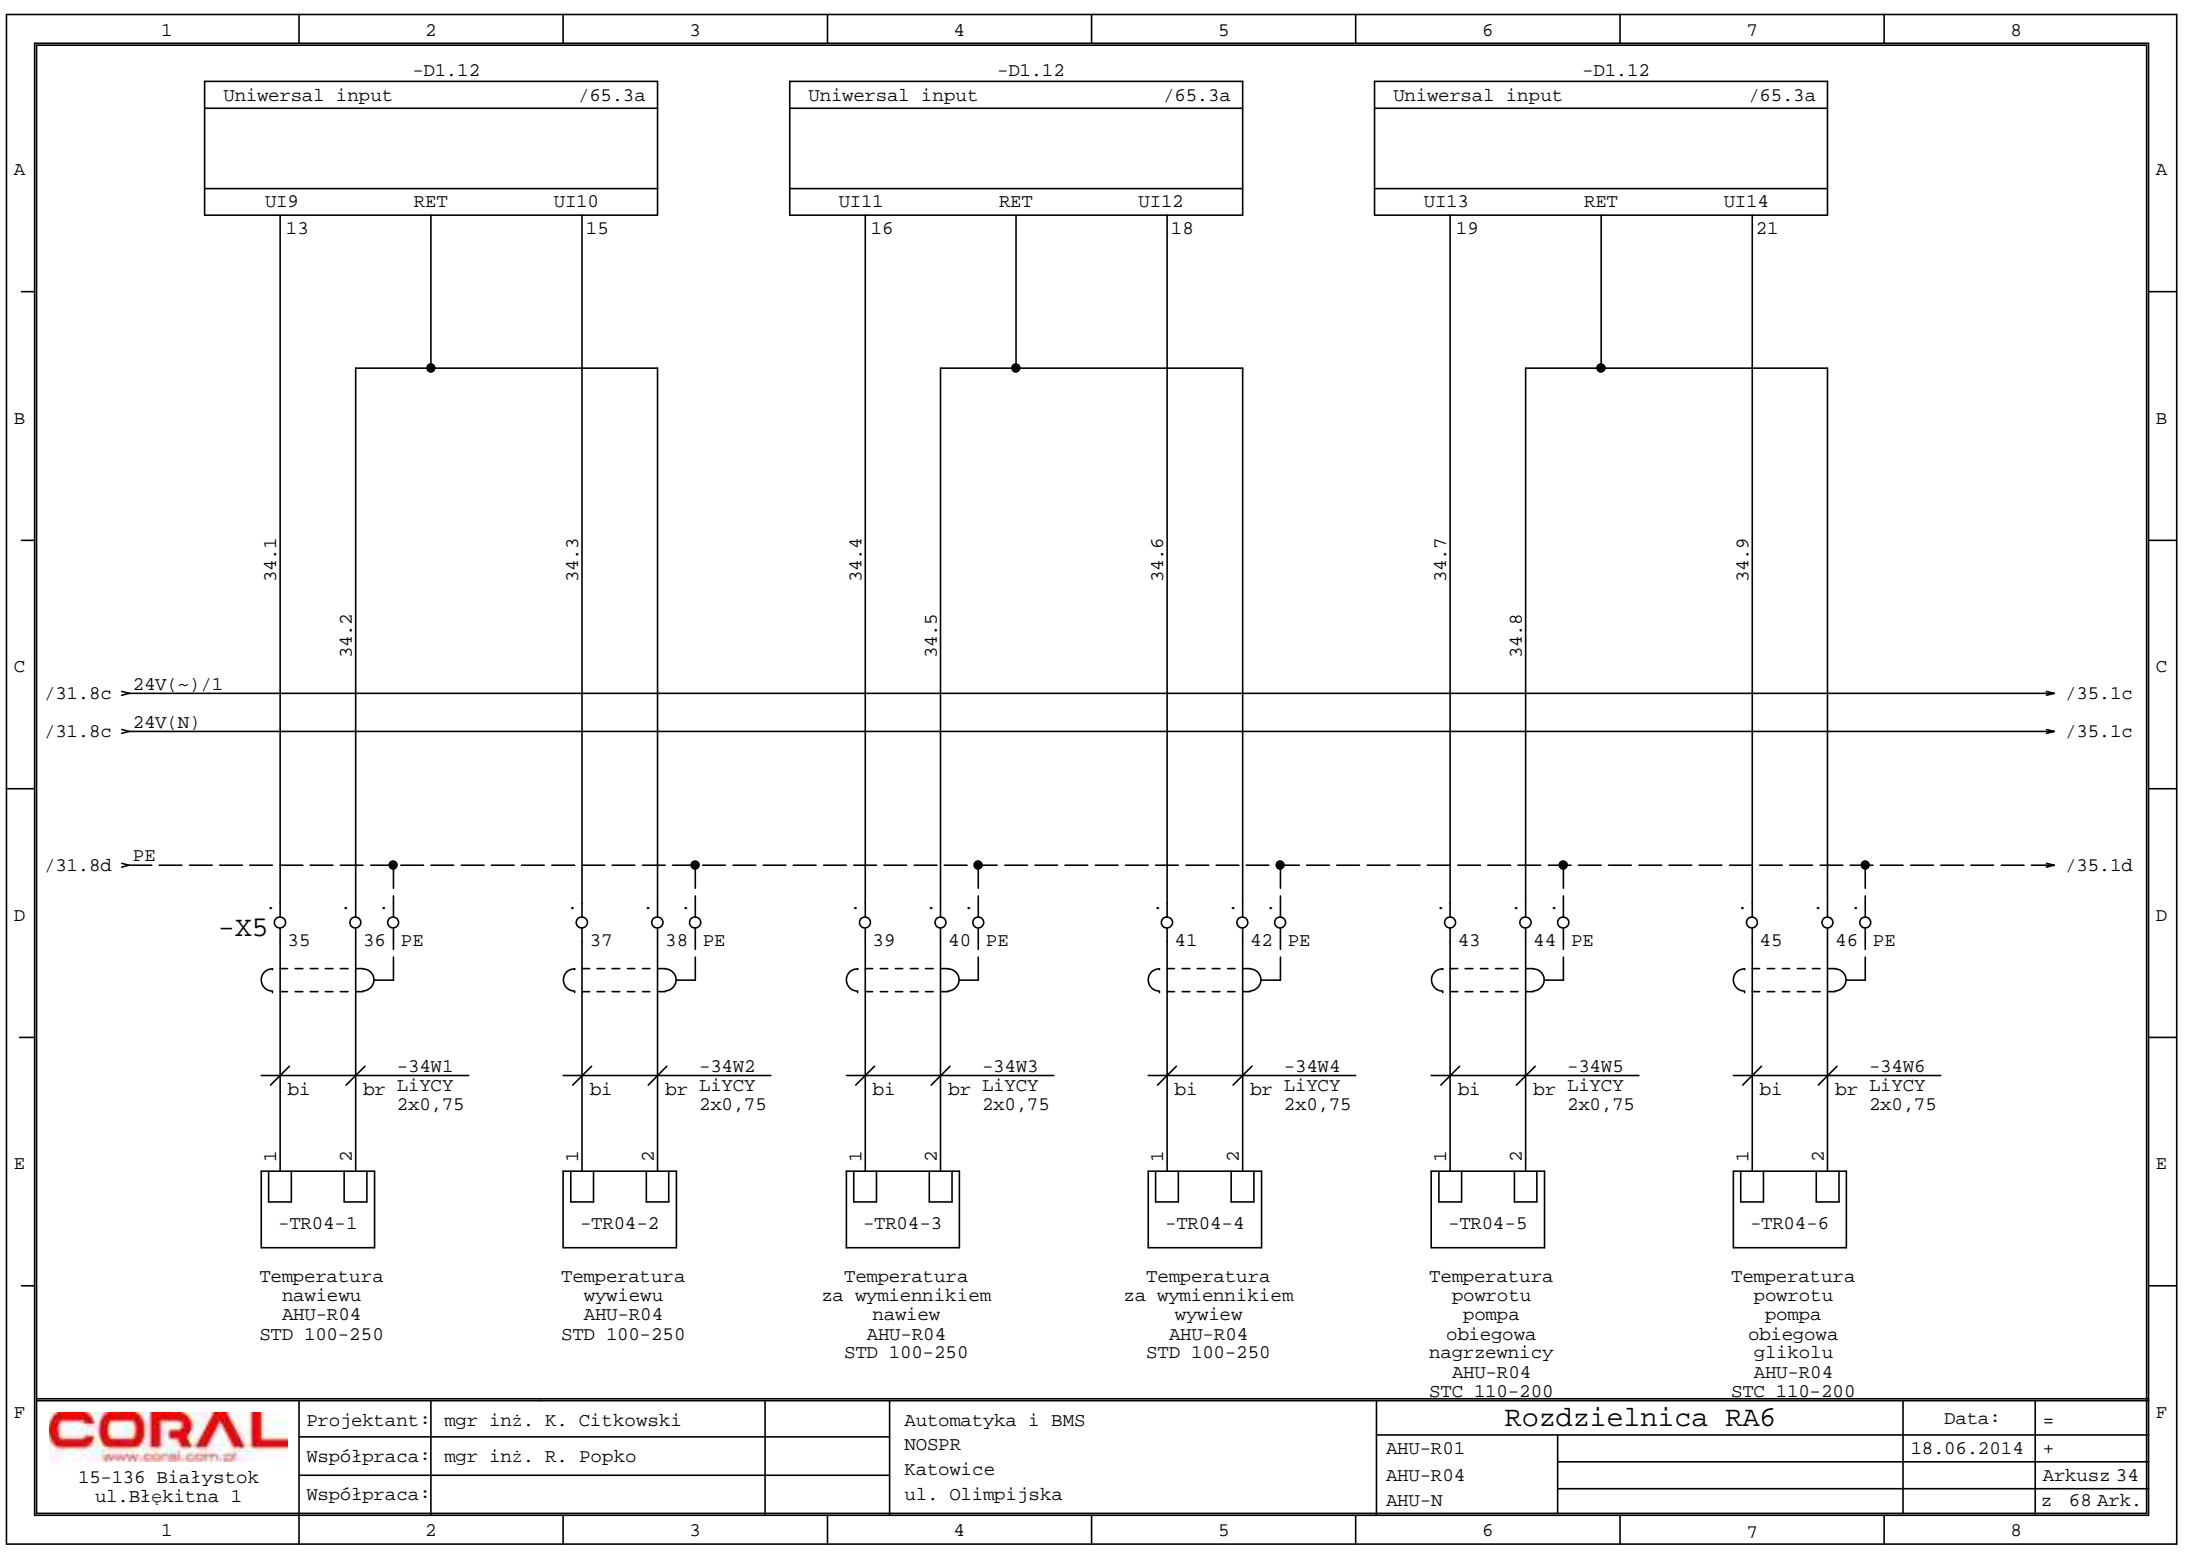 1 2 3 4 5 6 7 8
-D1.12 -D1.12 -D1.12
Uniwersal input /65.3a Uniwersal input /65.3a Uniwersal input /65.3a
A A
UI9 RET UI10 UI11 RET UI12 UI13 RET UI14
13 15 16 18 19 21
B B
34.1 34.3 34.4 34.6 34.7 34.9
34.2 34.5 34.8
C C
/31.8c 24V(~)/1 /35.1c
/31.8c 24V(N) /35.1c
/31.8d PE /35.1d
D D
-X5
35 36 PE 37 38 PE 39 40 PE 41 42 PE 43 44 PE 45 46 PE
-34W1 -34W2 -34W3 -34W4 -34W5 -34W6
bi br LiYCY bi br LiYCY bi br LiYCY bi br LiYCY bi br LiYCY bi br LiYCY
2x0,75 2x0,75 2x0,75 2x0,75 2x0,75 2x0,75
1 2 1 2 1 2 1 2 1 2 1 2
E E
-TR04-1 -TR04-2 -TR04-3 -TR04-4 -TR04-5 -TR04-6
Temperatura
nawiewu
AHU-R04
STD 100-250
Temperatura
wywiewu
AHU-R04
STD 100-250
Temperatura
za wymiennikiem
nawiew
AHU-R04
STD 100-250
Temperatura
za wymiennikiem
wywiew
AHU-R04
STD 100-250
Temperatura
powrotu
pompa
obiegowa
nagrzewnicy
AHU-R04
STC 110-200
Temperatura
powrotu
pompa
obiegowa
glikolu
AHU-R04
STC 110-200
F F
CORAL
www.coral.com.pl
15-136 Białystok
ul.Błękitna 1
Projektant: mgr inż. K. Citkowski
Współpraca: mgr inż. R. Popko
Współpraca:
Automatyka i BMS
NOSPR
Katowice
ul. Olimpijska
Rozdzielnica RA6
AHU-R01
AHU-R04
AHU-N
Data: =
18.06.2014 +
Arkusz 34
z 68 Ark.
1 2 3 4 5 6 7 8